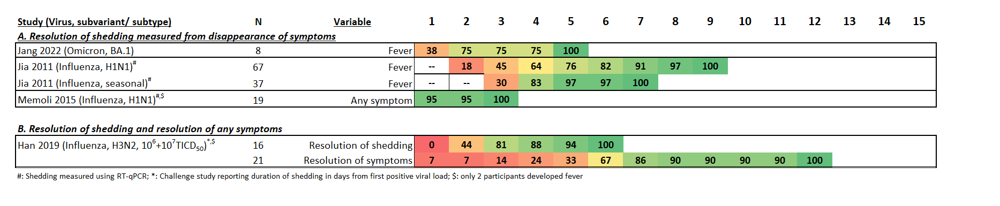 Study (Virus, subvariant/ subtype) N Variable 1 2 3 4 5 6 7 8 9 10 11 12 13 14 15
A. Resolution of shedding measured from disappearance of symptoms
Jang 2022 (Omicron, BA.1) 8 Fever 38 75 75 75 100
Jia 2011 (Influenza, H1N1)# 67 Fever -- 18 45 64 76 82 91 97 100
Jia 2011 (Influenza, seasonal)# 37 Fever -- -- 30 83 97 97 100
Memoli 2015 (Influenza, H1N1)#,$ 19 Any symptom 95 95 100
B. Resolution of shedding and resolution of any symptoms
Han 2019 (Influenza, H3N2, 10⁶+10⁷TICD₅₀)*,$ 16 Resolution of shedding 0 44 81 88 94 100
21 Resolution of symptoms 7 7 14 24 33 67 86 90 90 90 90 100
#: Shedding measured using RT-qPCR; *: Challenge study reporting duration of shedding in days from first positive viral load; $: only 2 participants developed fever